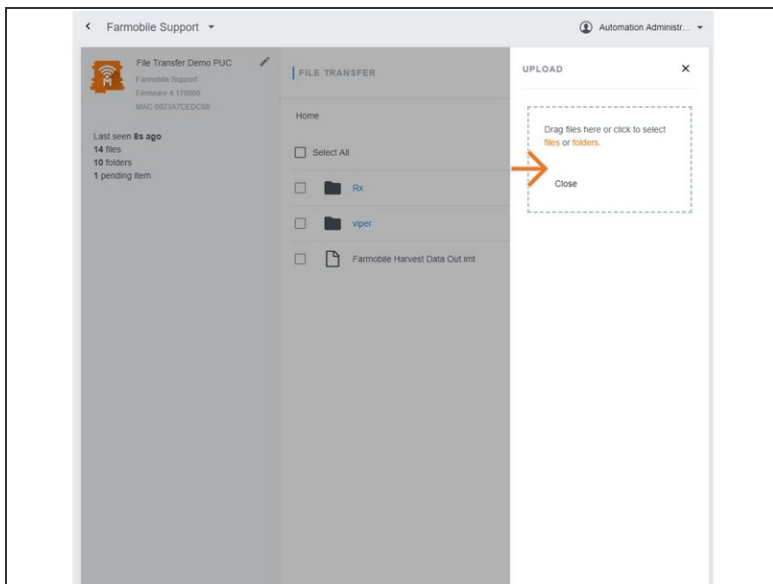 Farmobile Support
Automation Administr...
File Transfer Demo PUC
Farmobile Support
Firmware 4.178000
MAC 0023A7CEDC68
Last seen 8s ago
14 files
10 folders
1 pending item
FILE TRANSFER
Home
Select All
Rx
viper
Farmobile Harvest Data Out.imt
UPLOAD
Drag files here or click to select
files or folders.
Close